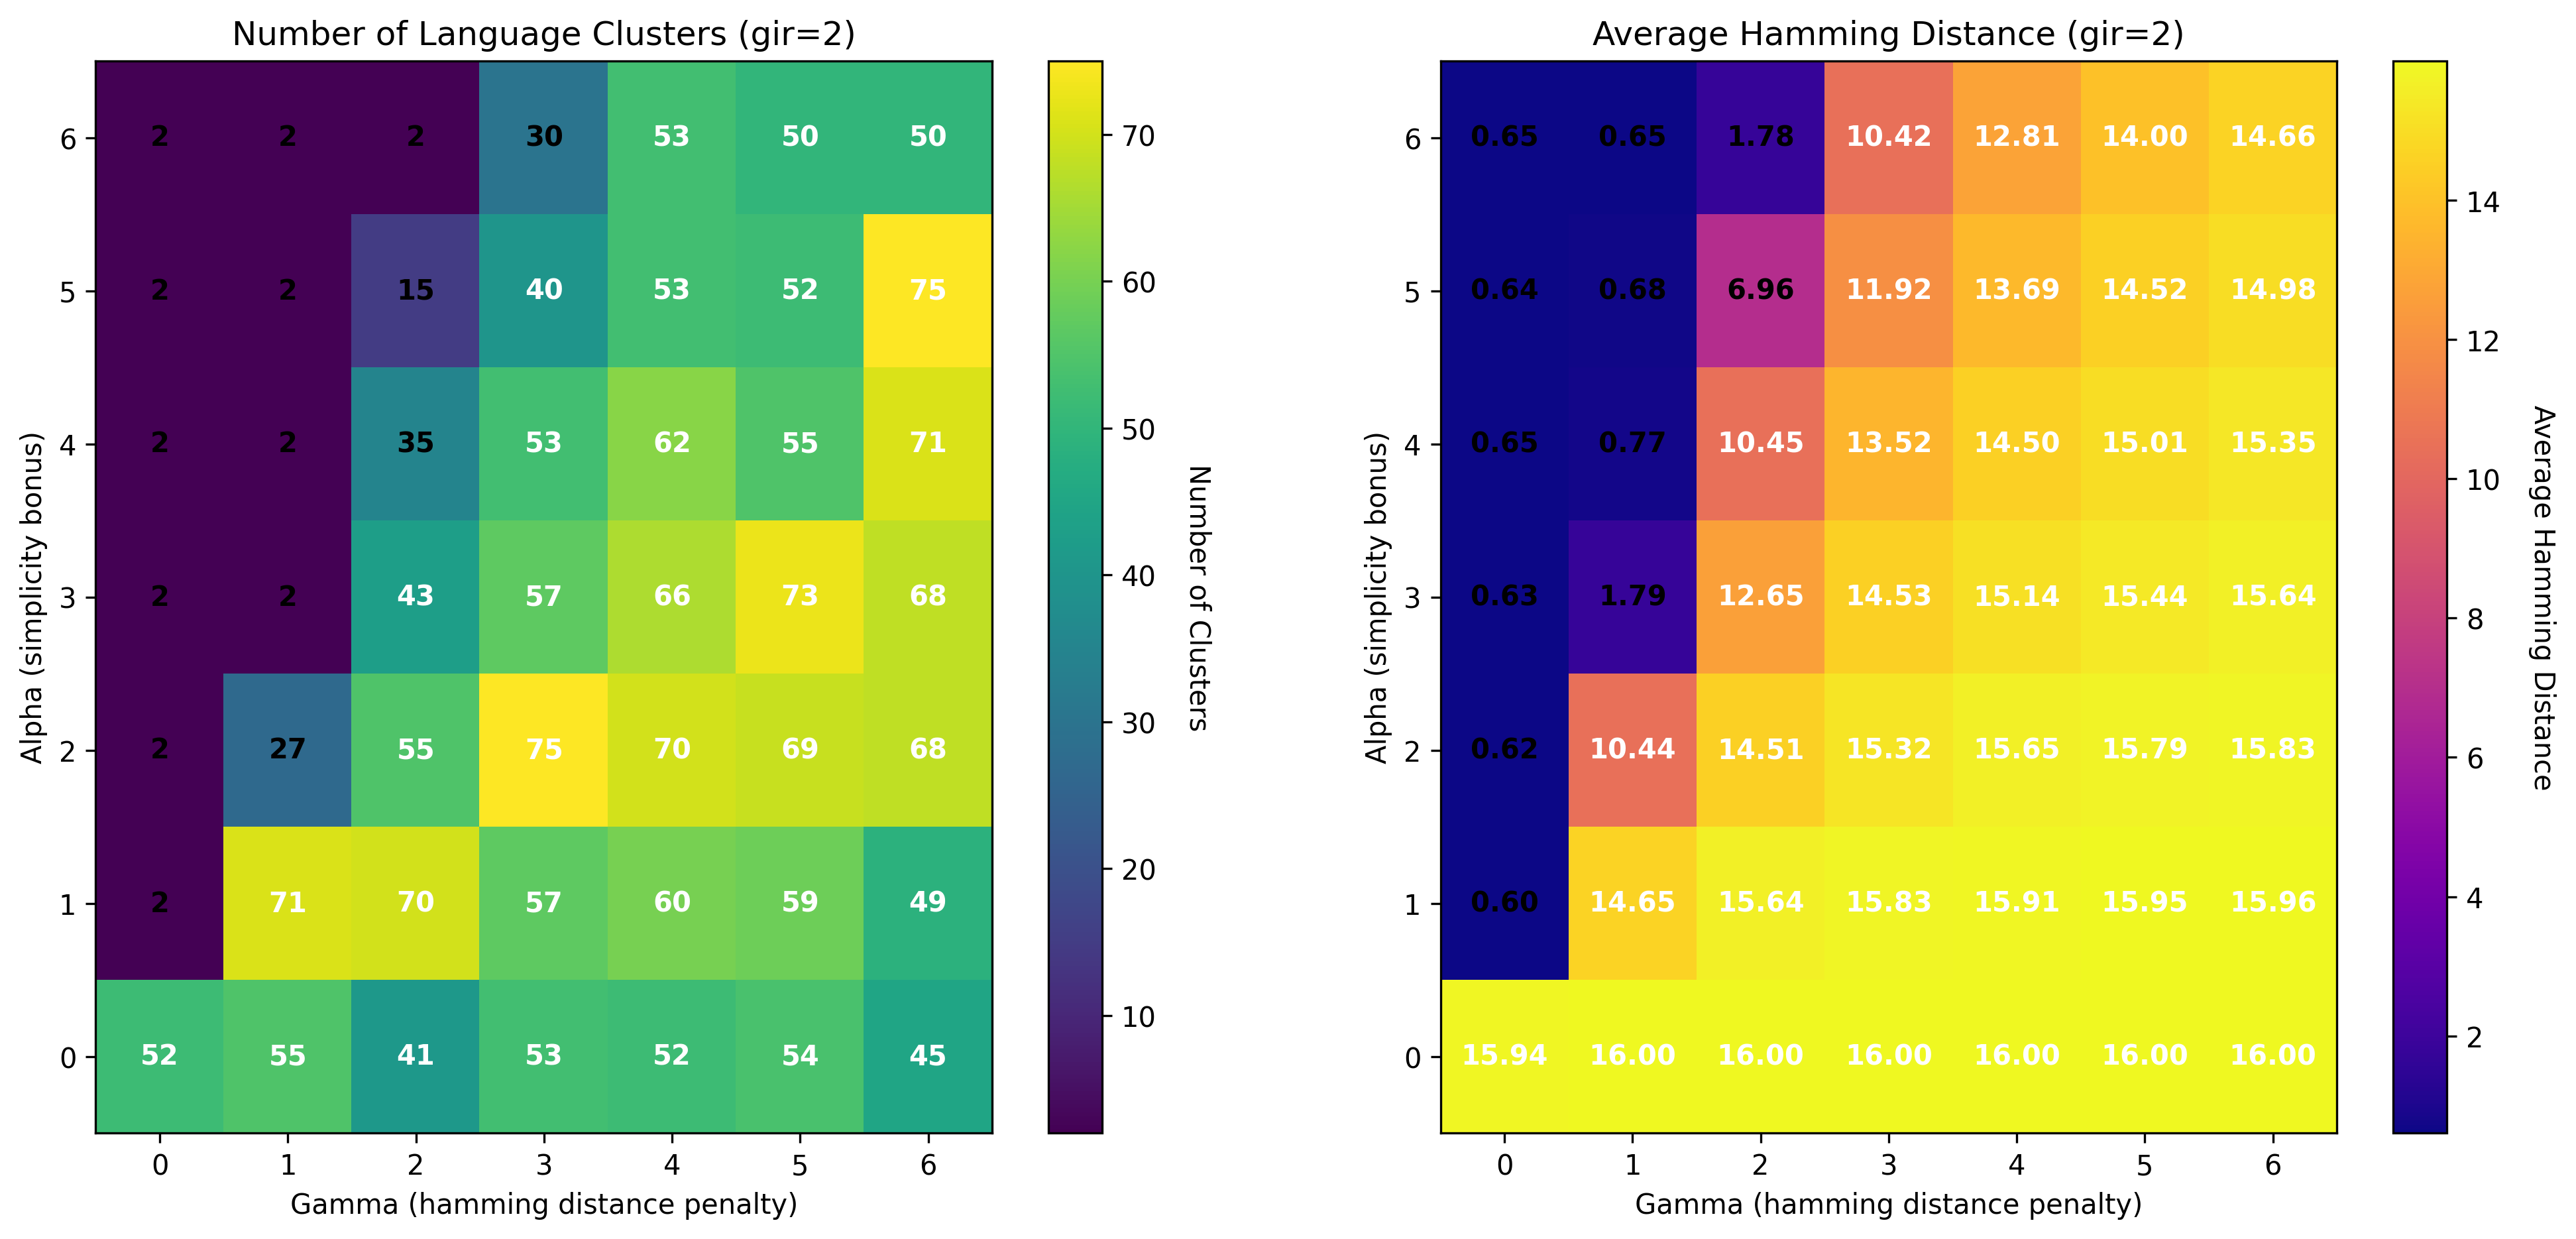 Number of Language Clusters (gir=2)
6 2 2 2 30 53 50 50
5 2 2 15 40 53 52 75
4 2 2 35 53 62 55 71
3 2 2 43 57 66 73 68
2 2 27 55 75 70 69 68
1 2 71 70 57 60 59 49
0 52 55 41 53 52 54 45
0 1 2 3 4 5 6
Gamma (hamming distance penalty)
Alpha (simplicity bonus)
70
60
50
40
30
20
10
Number of Clusters
Average Hamming Distance (gir=2)
6 0.65 0.65 1.78 10.42 12.81 14.00 14.66
5 0.64 0.68 6.96 11.92 13.69 14.52 14.98
4 0.65 0.77 10.45 13.52 14.50 15.01 15.35
3 0.63 1.79 12.65 14.53 15.14 15.44 15.64
2 0.62 10.44 14.51 15.32 15.65 15.79 15.83
1 0.60 14.65 15.64 15.83 15.91 15.95 15.96
0 15.94 16.00 16.00 16.00 16.00 16.00 16.00
0 1 2 3 4 5 6
Gamma (hamming distance penalty)
Alpha (simplicity bonus)
14
12
10
8
6
4
2
Average Hamming Distance